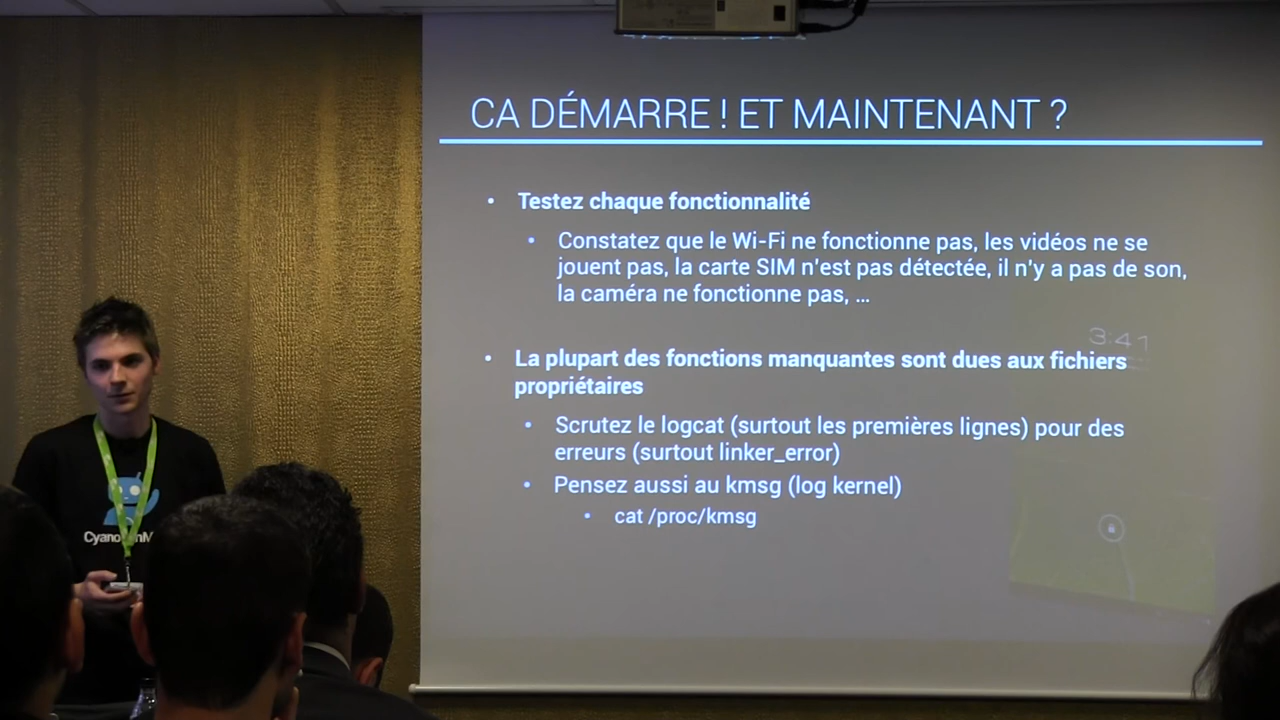 CA DÉMARRE ! ET MAINTENANT ?
• Testez chaque fonctionnalité
• Constatez que le Wi-Fi ne fonctionne pas, les vidéos ne se
jouent pas, la carte SIM n'est pas détectée, il n'y a pas de son,
la caméra ne fonctionne pas, ...
3:41
• La plupart des fonctions manquantes sont dues aux fichiers
propriétaires
• Scrutez le logcat (surtout les premières lignes) pour des
erreurs (surtout linker_error)
• Pensez aussi au kmsg (log kernel)
• cat /proc/kmsg